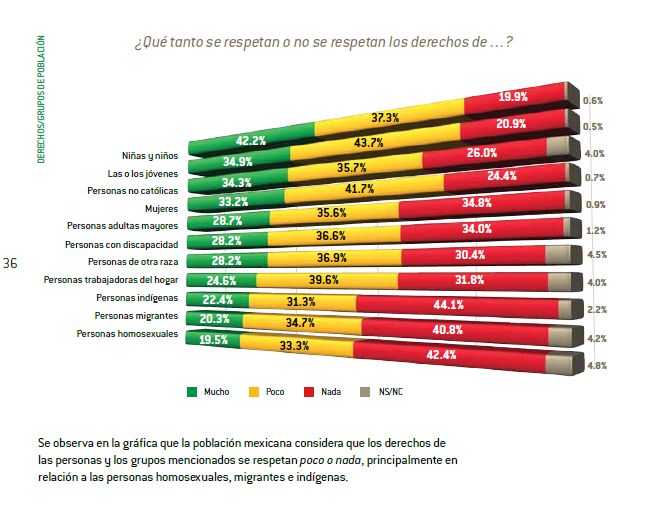 DERECHOS/GRUPOS DE POBLACIÓN
¿Qué tanto se respetan o no se respetan los derechos de ...?
Niñas y niños 42.2% 37.3% 19.9% 0.6%
Las o los jóvenes 34.9% 43.7% 20.9% 0.5%
Personas no católicas 34.3% 35.7% 26.0% 4.0%
Mujeres 33.2% 41.7% 24.4% 0.7%
Personas adultas mayores 28.7% 35.6% 34.8% 0.9%
Personas con discapacidad 28.2% 36.6% 34.0% 1.2%
Personas de otra raza 28.2% 36.9% 30.4% 4.5%
Personas trabajadoras del hogar 24.6% 39.6% 31.8% 4.0%
Personas indígenas 22.4% 31.3% 44.1% 2.2%
Personas migrantes 20.3% 34.7% 40.8% 4.2%
Personas homosexuales 19.5% 33.3% 42.4% 4.8%
36
Mucho Poco Nada NS/NC
Se observa en la gráfica que la población mexicana considera que los derechos de
las personas y los grupos mencionados se respetan poco o nada, principalmente en
relación a las personas homosexuales, migrantes e indígenas.